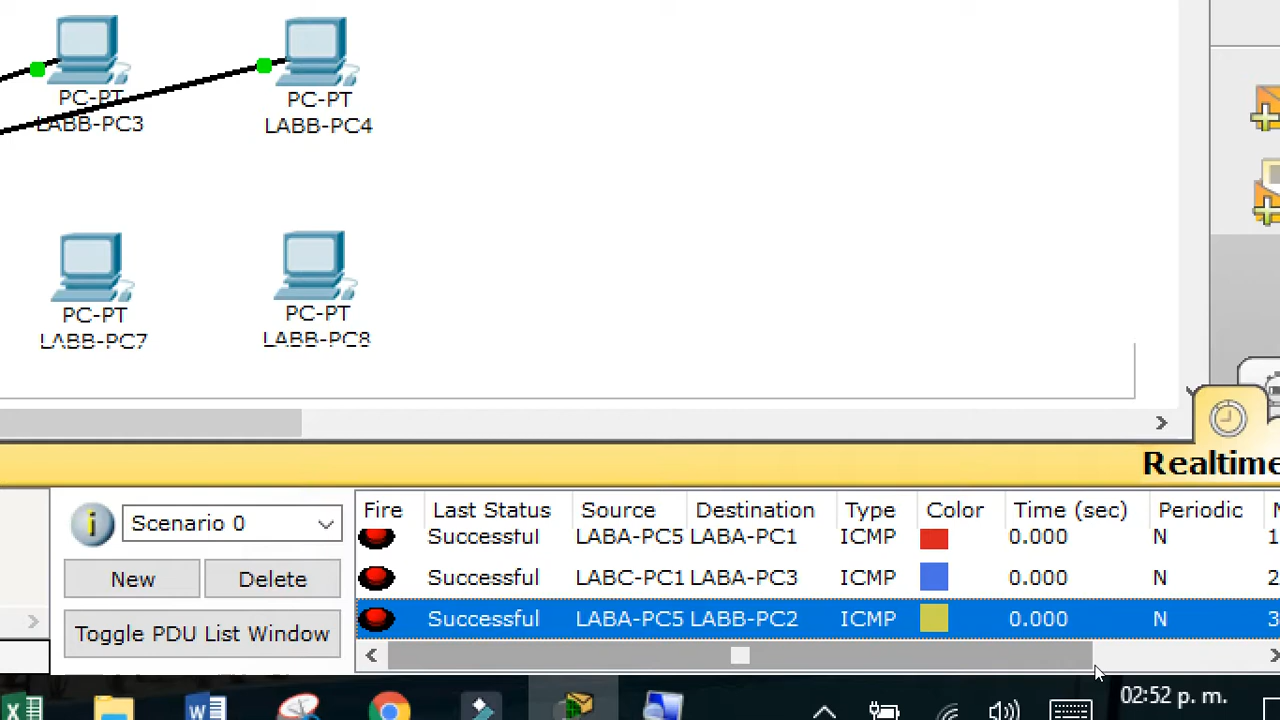 PC-PT
LABB-PC3
PC-PT
LABB-PC4
PC-PT
LABB-PC7
PC-PT
LABB-PC8
Realtime
Scenario 0
New
Delete
Toggle PDU List Window
Fire Last Status Source Destination Type Color Time (sec) Periodic
Successful LABA-PC5 LABA-PC1 ICMP 0.000 N 1
Successful LABC-PC1 LABA-PC3 ICMP 0.000 N 2
Successful LABA-PC5 LABB-PC2 ICMP 0.000 N 3
02:52 p. m.